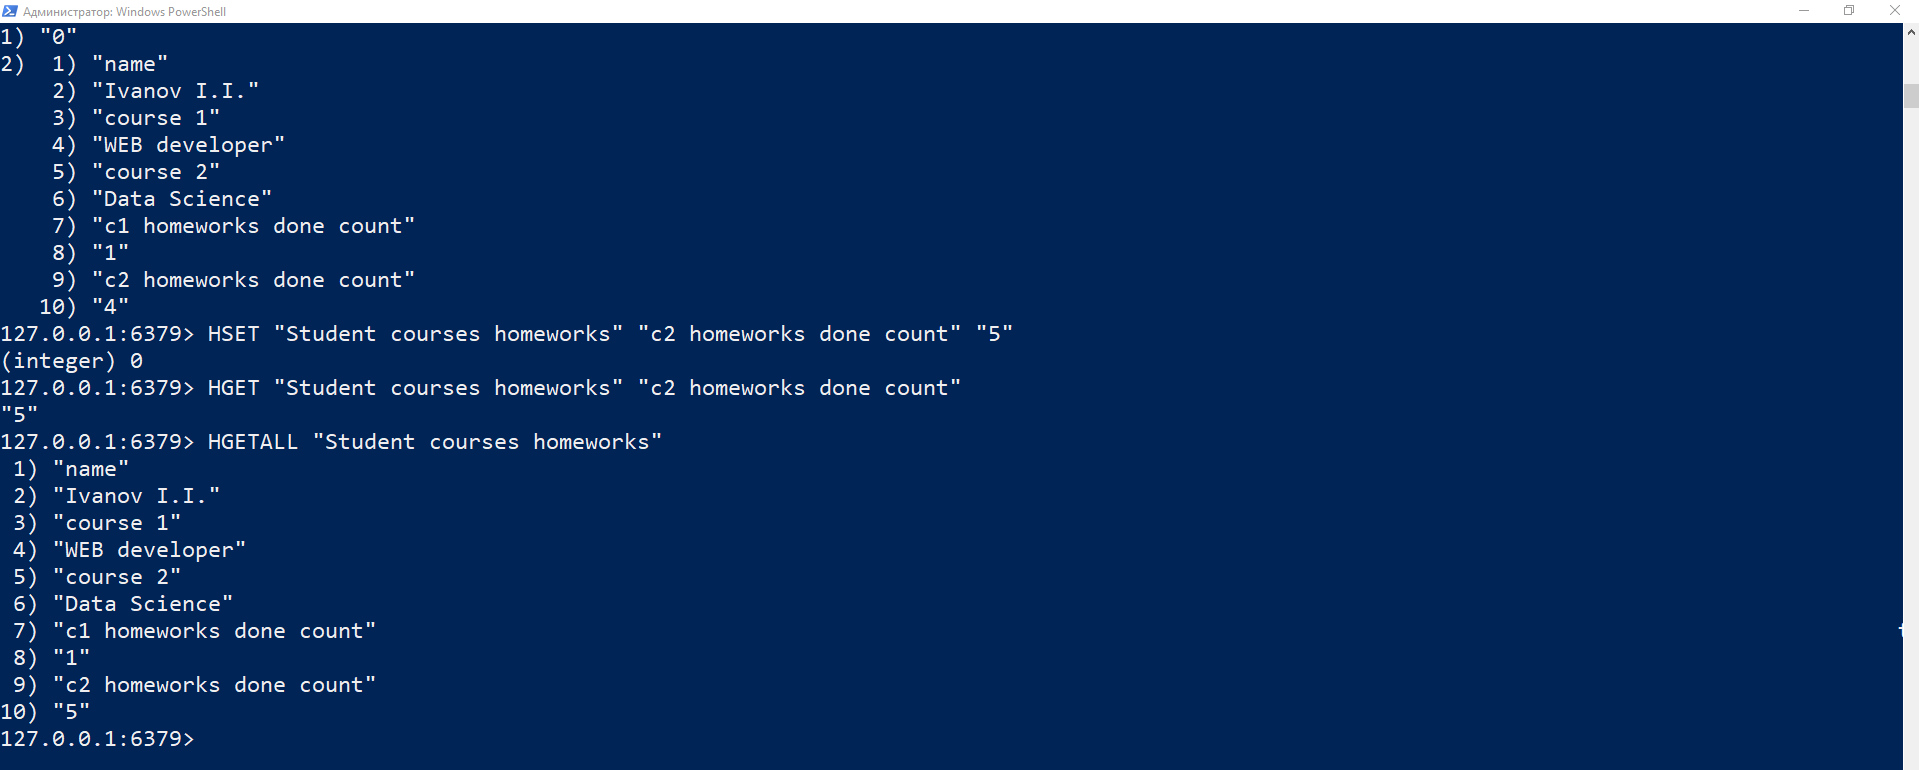 Администратор: Windows PowerShell
1) "0"
2)  1) "name"
    2) "Ivanov I.I."
    3) "course 1"
    4) "WEB developer"
    5) "course 2"
    6) "Data Science"
    7) "c1 homeworks done count"
    8) "1"
    9) "c2 homeworks done count"
   10) "4"
127.0.0.1:6379> HSET "Student courses homeworks" "c2 homeworks done count" "5"
(integer) 0
127.0.0.1:6379> HGET "Student courses homeworks" "c2 homeworks done count"
"5"
127.0.0.1:6379> HGETALL "Student courses homeworks"
 1) "name"
 2) "Ivanov I.I."
 3) "course 1"
 4) "WEB developer"
 5) "course 2"
 6) "Data Science"
 7) "c1 homeworks done count"
 8) "1"
 9) "c2 homeworks done count"
10) "5"
127.0.0.1:6379>